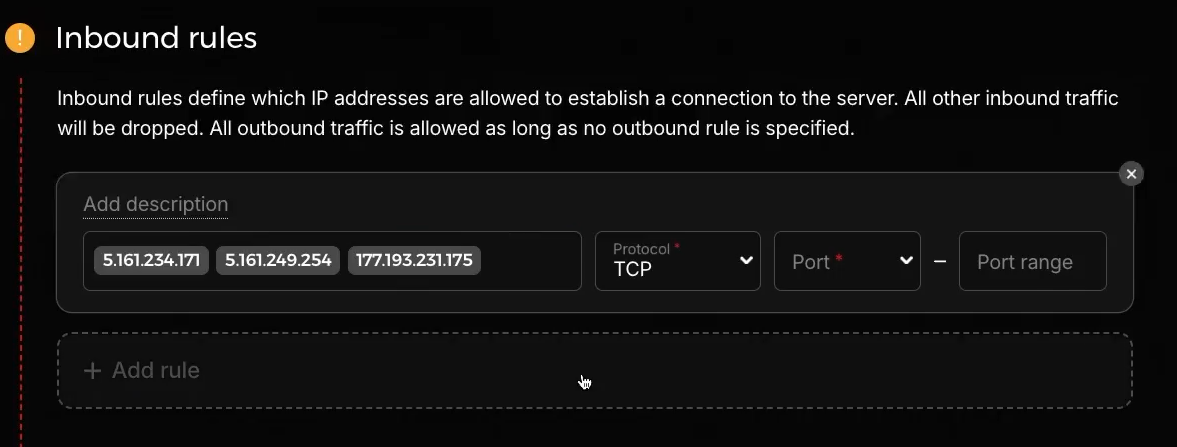 ! Inbound rules
Inbound rules define which IP addresses are allowed to establish a connection to the server. All other inbound traffic
will be dropped. All outbound traffic is allowed as long as no outbound rule is specified.
Add description
5.161.234.171 5.161.249.254 177.193.231.175 Protocol * TCP Port * – Port range
+ Add rule